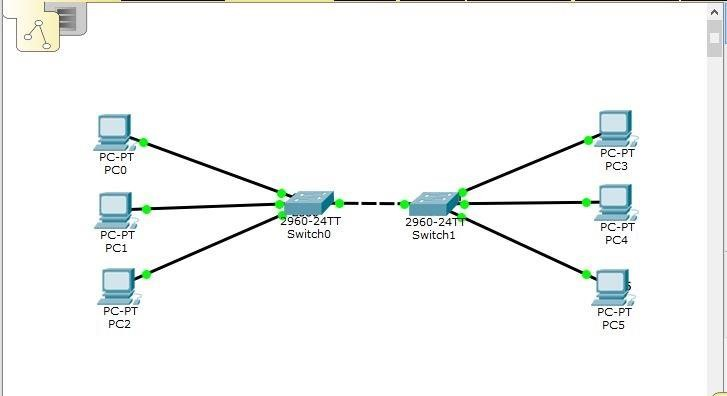 PC-PT
PC0
PC-PT
PC1
PC-PT
PC2
2960-24TT
Switch0
2960-24TT
Switch1
PC-PT
PC3
PC-PT
PC4
PC-PT
PC5